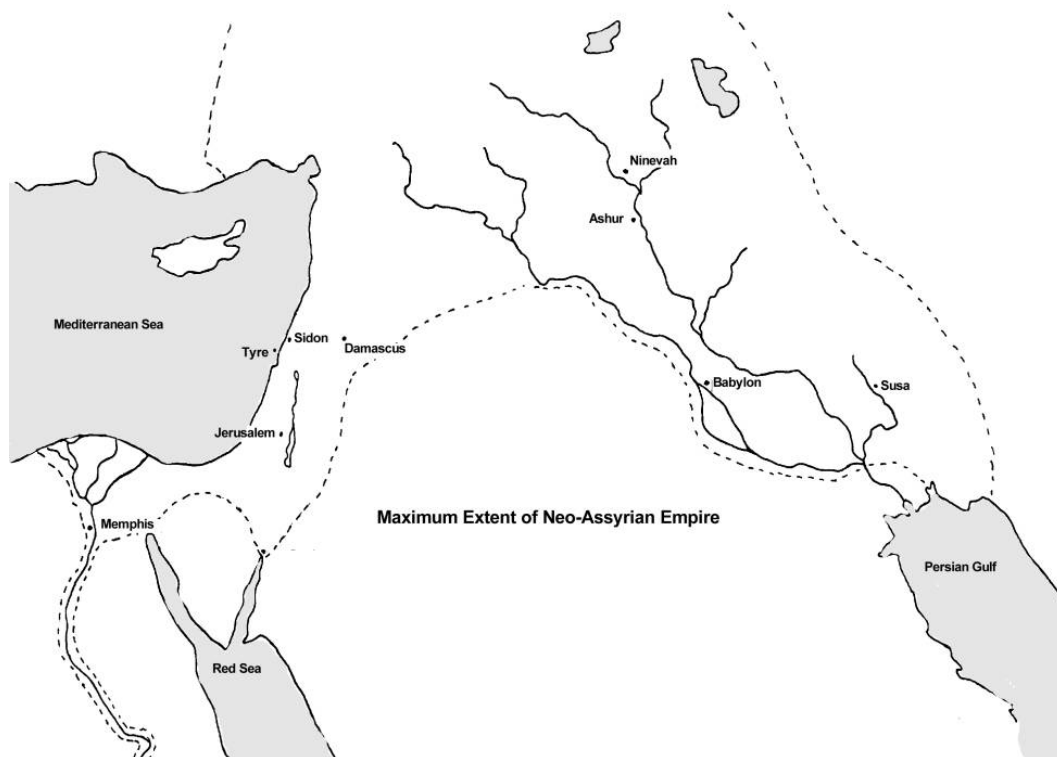 Ninevah
Ashur
Mediterranean Sea
Sidon
Tyre
Damascus
Babylon
Susa
Jerusalem
Memphis
Maximum Extent of Neo-Assyrian Empire
Persian Gulf
Red Sea